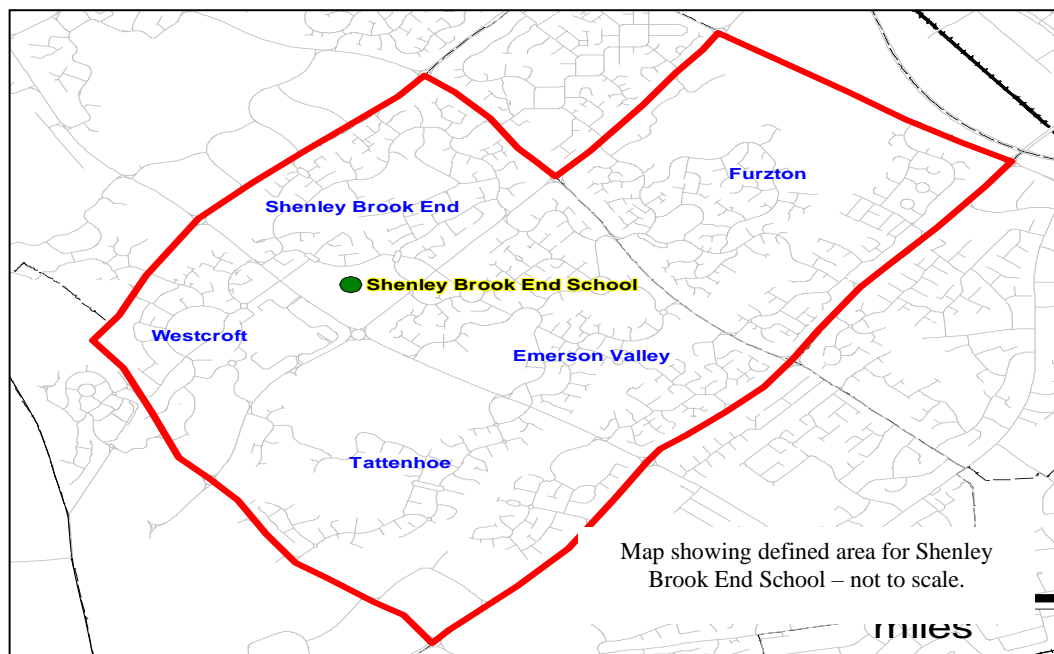 Furzton
Shenley Brook End
Shenley Brook End School
Westcroft
Emerson Valley
Tattenhoe
Map showing defined area for Shenley
Brook End School – not to scale.
miles